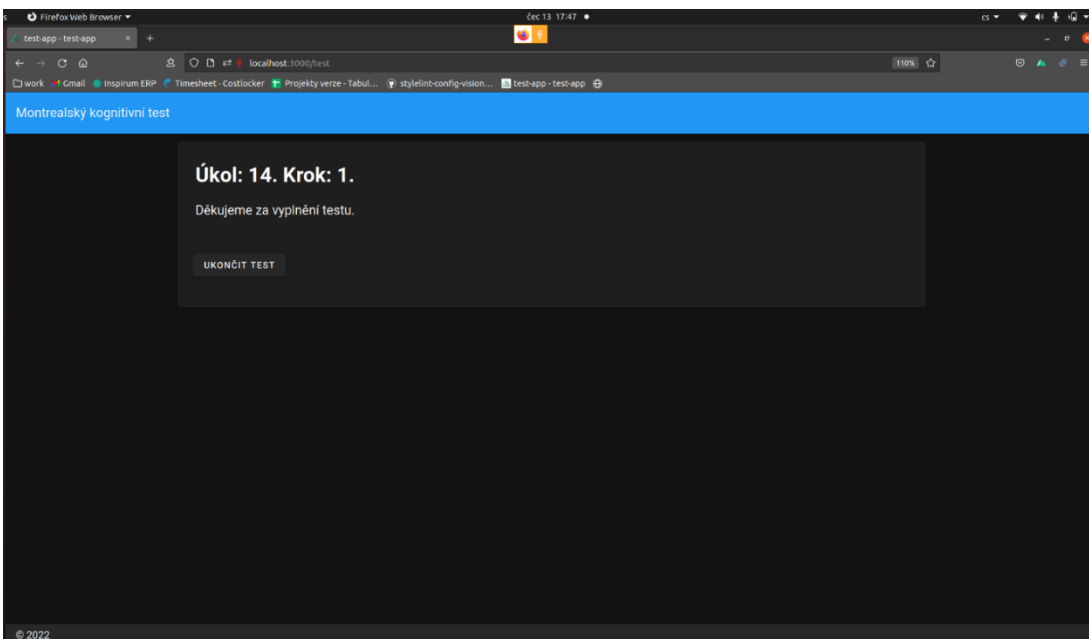 s Firefox Web Browser
čec 13 17:47
cs
test-app - test-app × +
localhost:3000/test 110%
work Gmail Inspirum ERP Timesheet - Costlocker Projekty verze - Tabul... stylelint-config-vision... test-app - test-app
Montrealský kognitivní test
Úkol: 14. Krok: 1.
Děkujeme za vyplnění testu.
UKONČIT TEST
© 2022